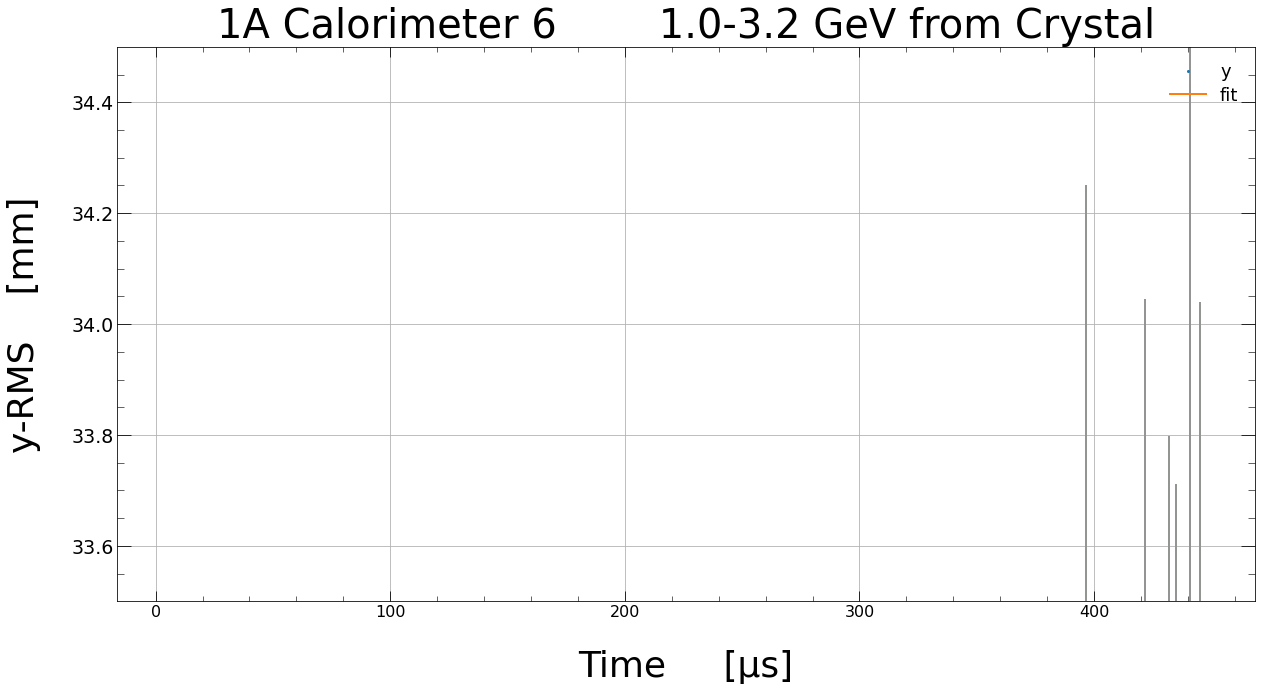 1A Calorimeter 6 1.0-3.2 GeV from Crystal
y
fit
34.4
34.2
34.0
33.8
33.6
y-RMS [mm]
0 100 200 300 400
Time [μs]